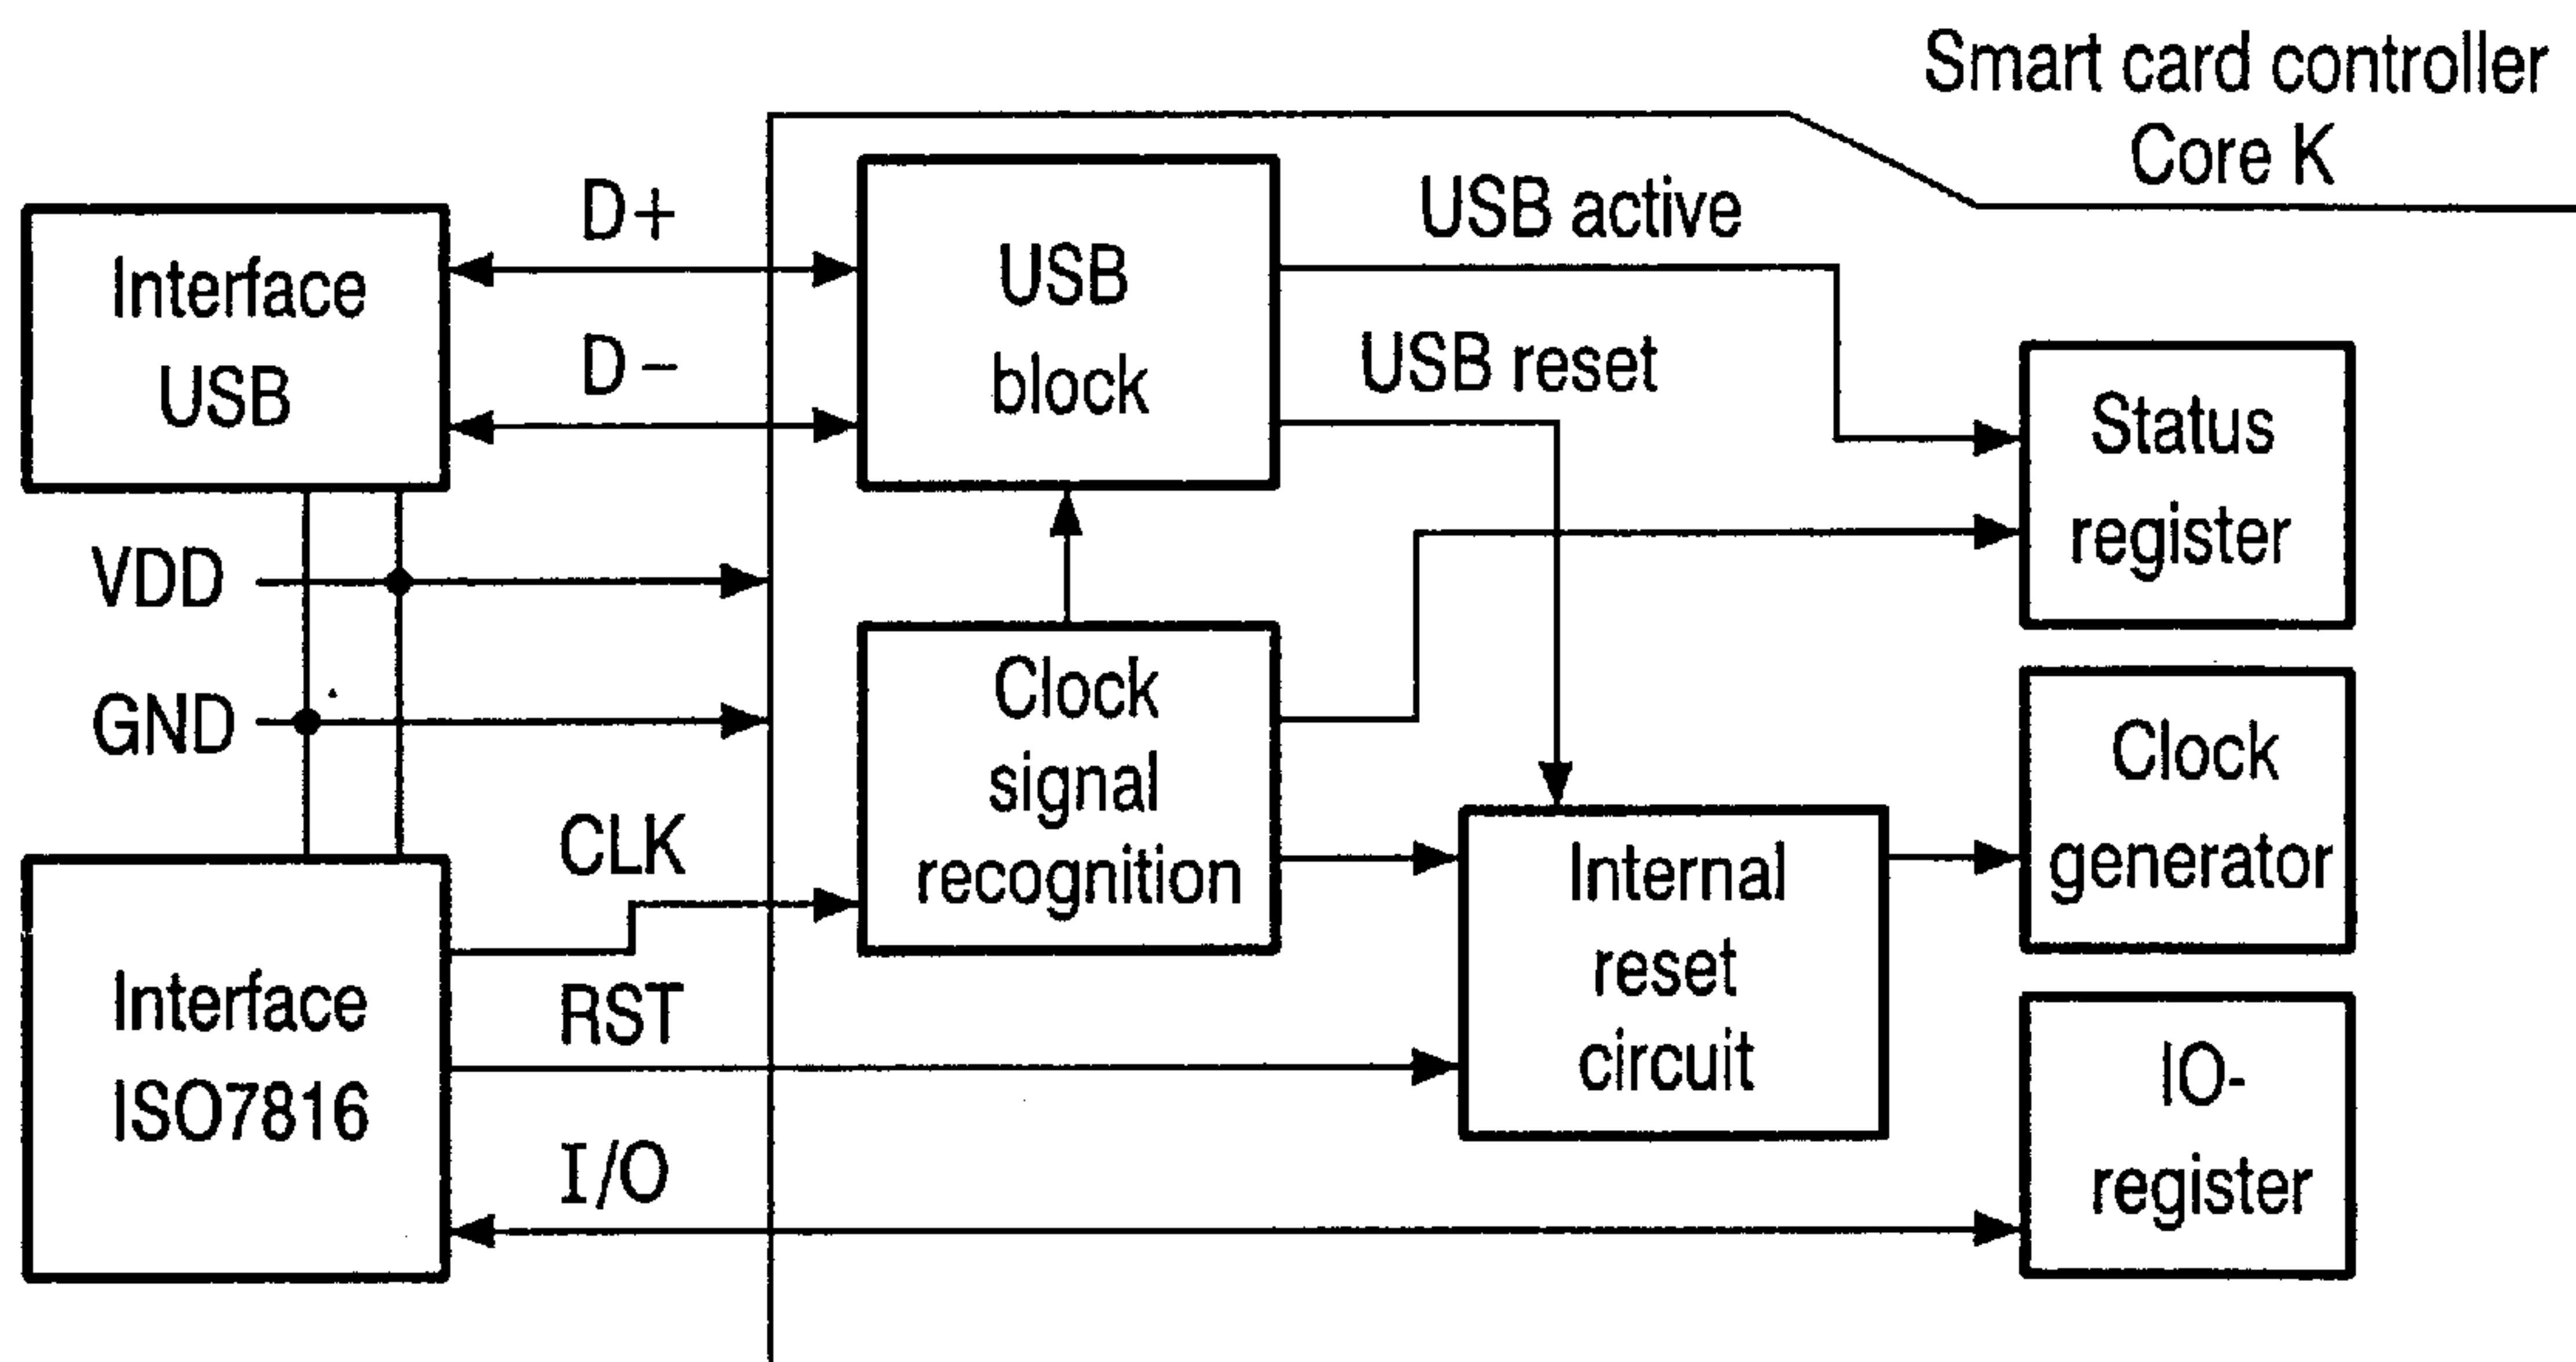 Smart card controller
Core K
Interface
USB
D+
D−
USB
block
USB active
USB reset
Status
register
VDD
GND
Clock
signal
recognition
Clock
generator
CLK
RST
I/O
Interface
ISO7816
Internal
reset
circuit
IO-
register